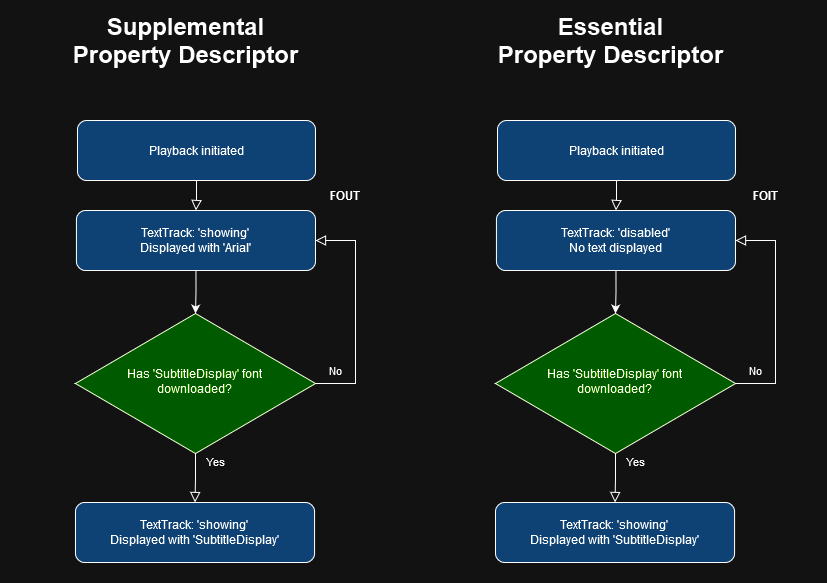 Supplemental
Property Descriptor
Playback initiated
FOUT
TextTrack: 'showing'
Displayed with 'Arial'
Has 'SubtitleDisplay' font
downloaded?
No
Yes
TextTrack: 'showing'
Displayed with 'SubtitleDisplay'
Essential
Property Descriptor
Playback initiated
FOIT
TextTrack: 'disabled'
No text displayed
Has 'SubtitleDisplay' font
downloaded?
No
Yes
TextTrack: 'showing'
Displayed with 'SubtitleDisplay'